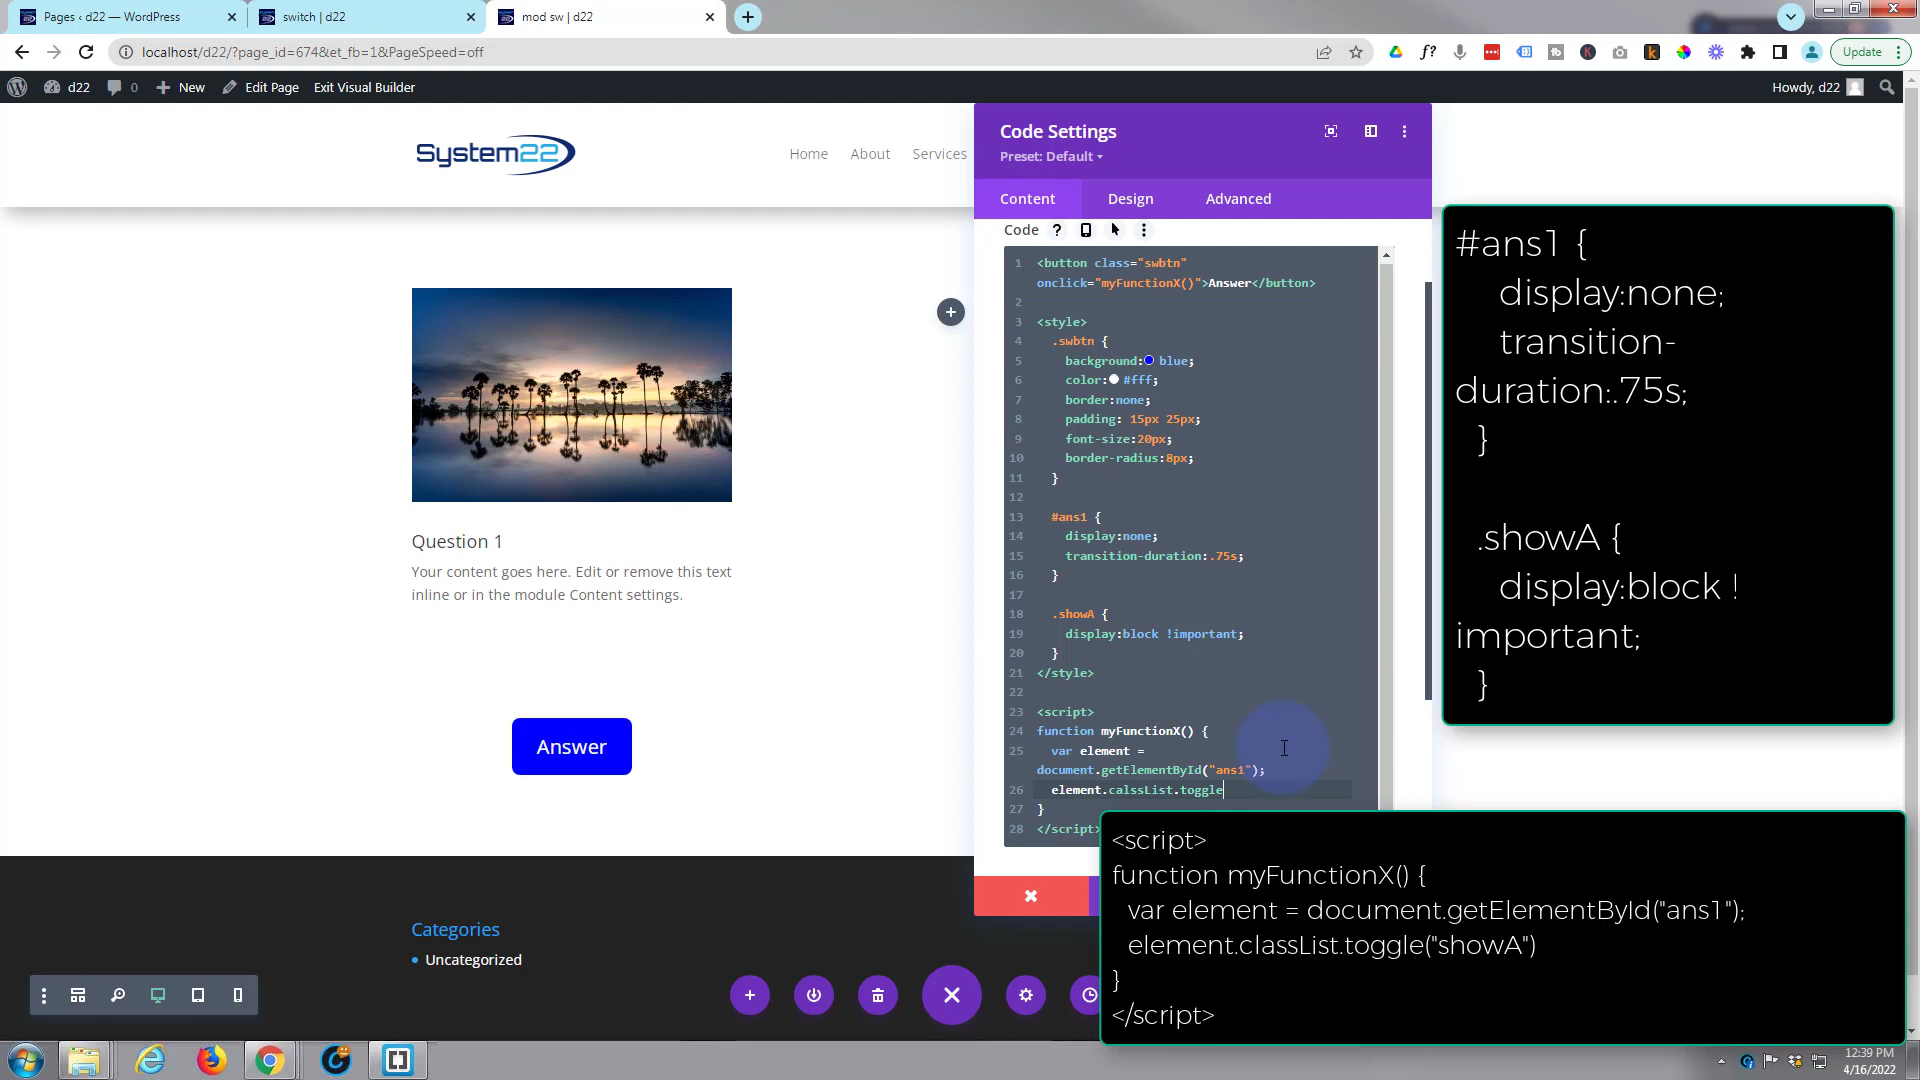 Pages ‹ d22 — WordPress
switch | d22
mod sw | d22
localhost/d22/?page_id=674&et_fb=1&PageSpeed=off
Update
d22
0
New
Edit Page
Exit Visual Builder
Howdy, d22
System22
Home
About
Services
Code Settings
Preset: Default
Content
Design
Advanced
Code
1 <button class="swbtn"
onclick="myFunctionX()">Answer</button>
2
3 <style>
4 .swbtn {
5 background: blue;
6 color: #fff;
7 border:none;
8 padding: 15px 25px;
9 font-size:20px;
10 border-radius:8px;
11 }
12
13 #ans1 {
14 display:none;
15 transition-duration:.75s;
16 }
17
18 .showA {
19 display:block !important;
20 }
21 </style>
22
23 <script>
24 function myFunctionX() {
25 var element =
document.getElementById("ans1");
26 element.calssList.toggle
27 }
28 </script>
Question 1
Your content goes here. Edit or remove this text
inline or in the module Content settings.
Answer
Categories
Uncategorized
#ans1 {
display:none;
transition-
duration:.75s;
}
.showA {
display:block !
important;
}
<script>
function myFunctionX() {
var element = document.getElementById("ans1");
element.classList.toggle("showA")
}
</script>
12:39 PM
4/16/2022